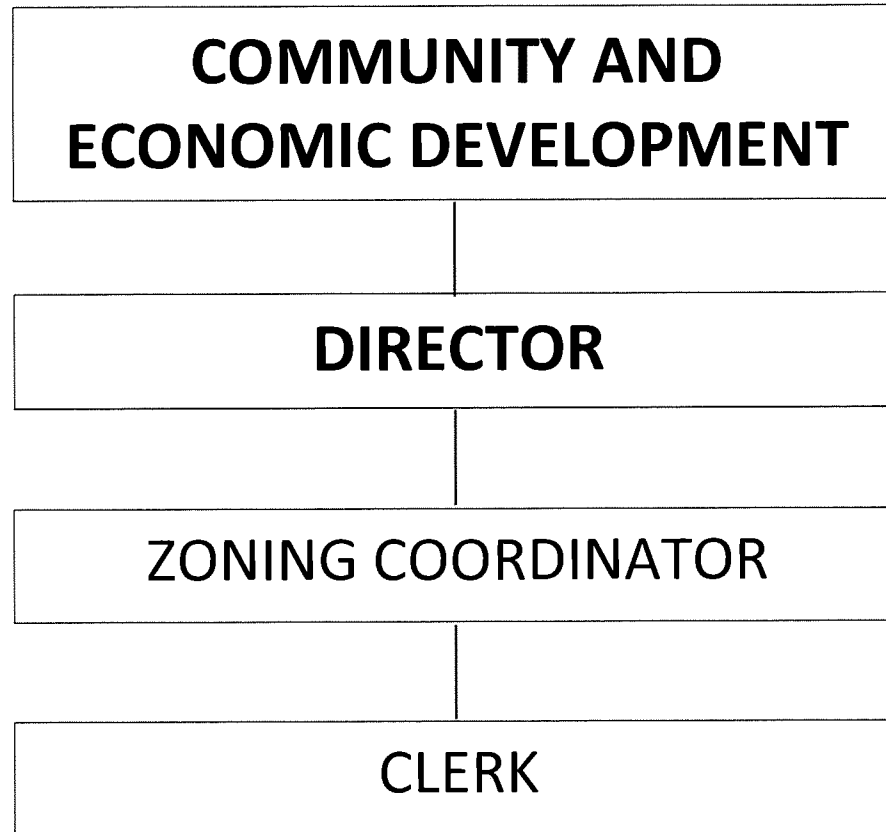 COMMUNITY AND
ECONOMIC DEVELOPMENT
DIRECTOR
ZONING COORDINATOR
CLERK